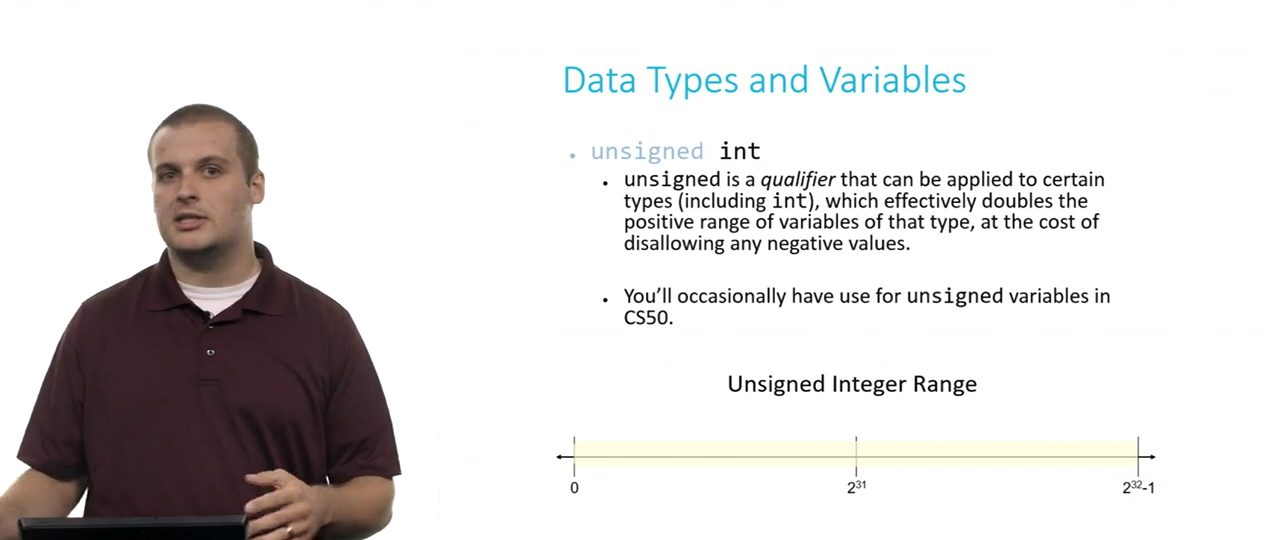 Data Types and Variables
• unsigned int
• unsigned is a qualifier that can be applied to certain
types (including int), which effectively doubles the
positive range of variables of that type, at the cost of
disallowing any negative values.
• You’ll occasionally have use for unsigned variables in
CS50.
Unsigned Integer Range
0 2³¹ 2³²-1